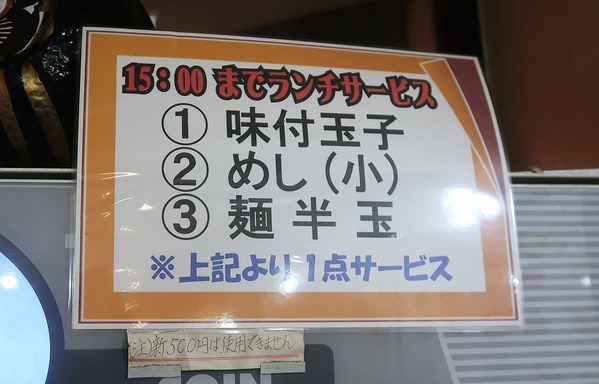 15:00 までランチサービス
① 味付玉子
② めし(小)
③ 麺半玉
※上記より1点サービス
(注)新500円は使用できません
COIN